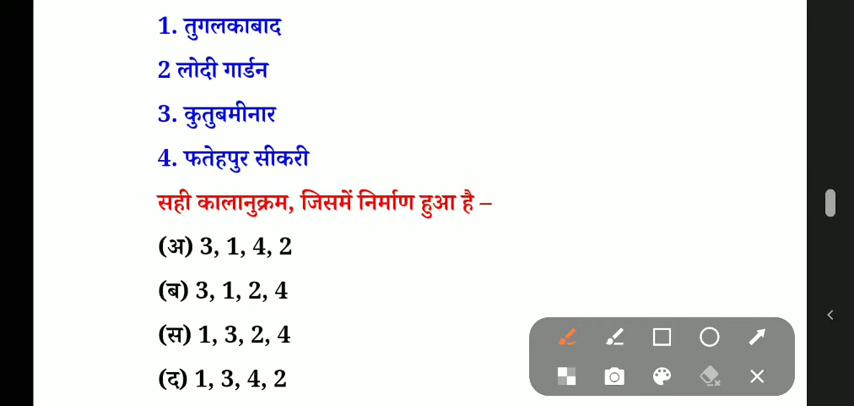 1. तुगलकाबाद
2 लोदी गार्डन
3. कुतुबमीनार
4. फतेहपुर सीकरी
सही कालानुक्रम, जिसमें निर्माण हुआ है –
(अ) 3, 1, 4, 2
(ब) 3, 1, 2, 4
(स) 1, 3, 2, 4
(द) 1, 3, 4, 2